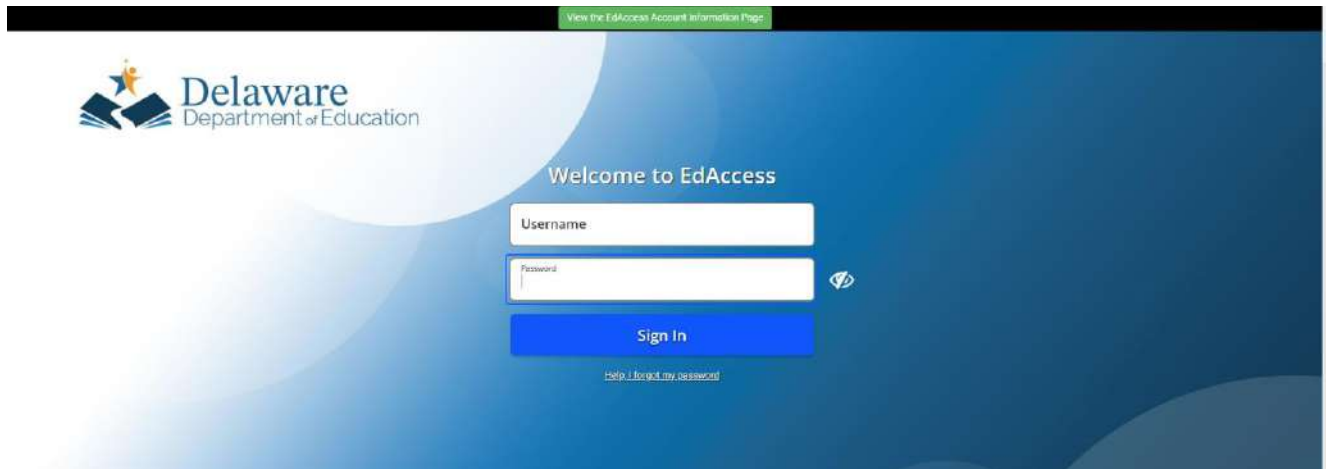 View the EdAccess Account Information Page
Delaware
Department of Education
Welcome to EdAccess
Username
Password
Sign In
Help, I forgot my password